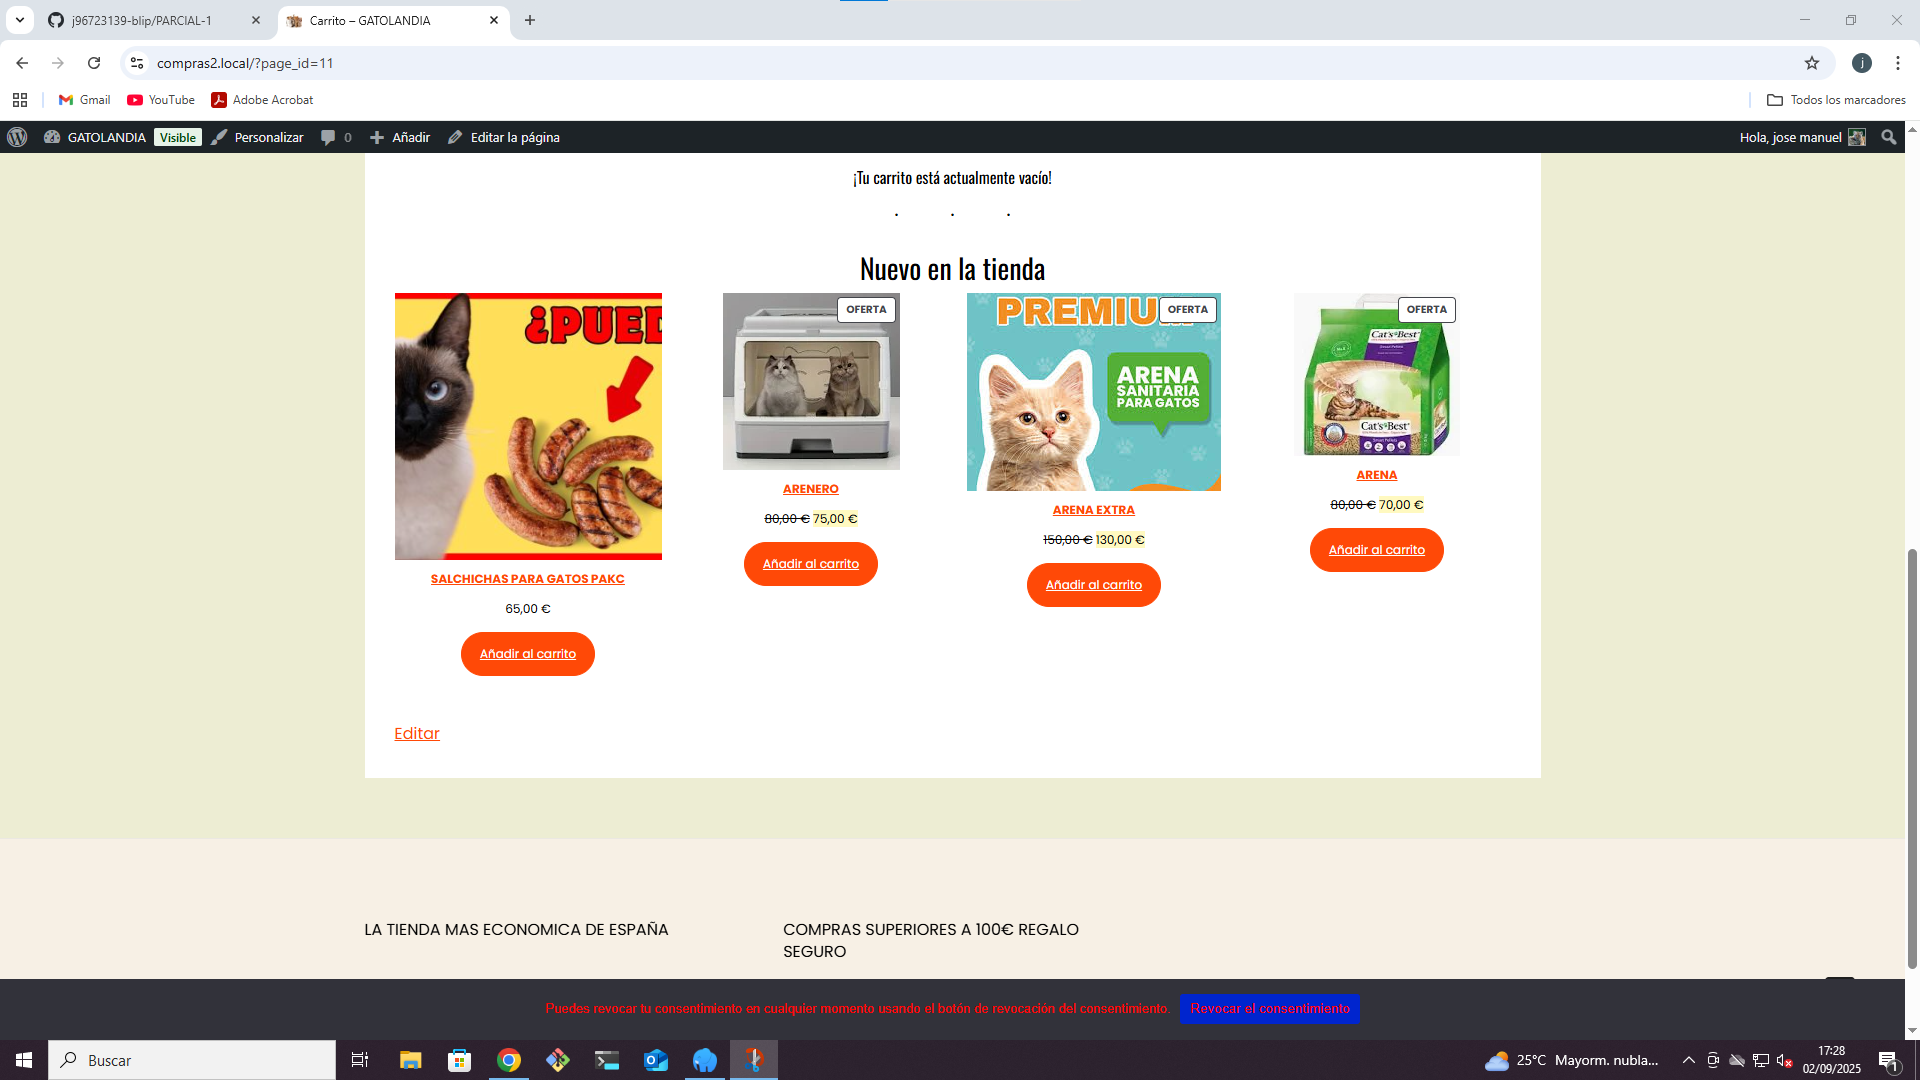 j96723139-blip/PARCIAL-1
Carrito – GATOLANDIA
compras2.local/?page_id=11
j
Gmail
YouTube
Adobe Acrobat
Todos los marcadores
GATOLANDIA
Visible
Personalizar
0
Añadir
Editar la página
Hola, jose manuel
¡Tu carrito está actualmente vacío!
Nuevo en la tienda
¿PUED
OFERTA
PREMIU
OFERTA
ARENA
SANITARIA
PARA GATOS
OFERTA
Cat's Best
Cat's Best
Smart Pellets
ARENA
80,00 € 70,00 €
Añadir al carrito
ARENERO
80,00 € 75,00 €
Añadir al carrito
ARENA EXTRA
150,00 € 130,00 €
Añadir al carrito
SALCHICHAS PARA GATOS PAKC
65,00 €
Añadir al carrito
Editar
LA TIENDA MAS ECONOMICA DE ESPAÑA
COMPRAS SUPERIORES A 100€ REGALO
SEGURO
Puedes revocar tu consentimiento en cualquier momento usando el botón de revocación del consentimiento.
Revocar el consentimiento
Buscar
25°C Mayorm. nubla...
17:28
02/09/2025
1